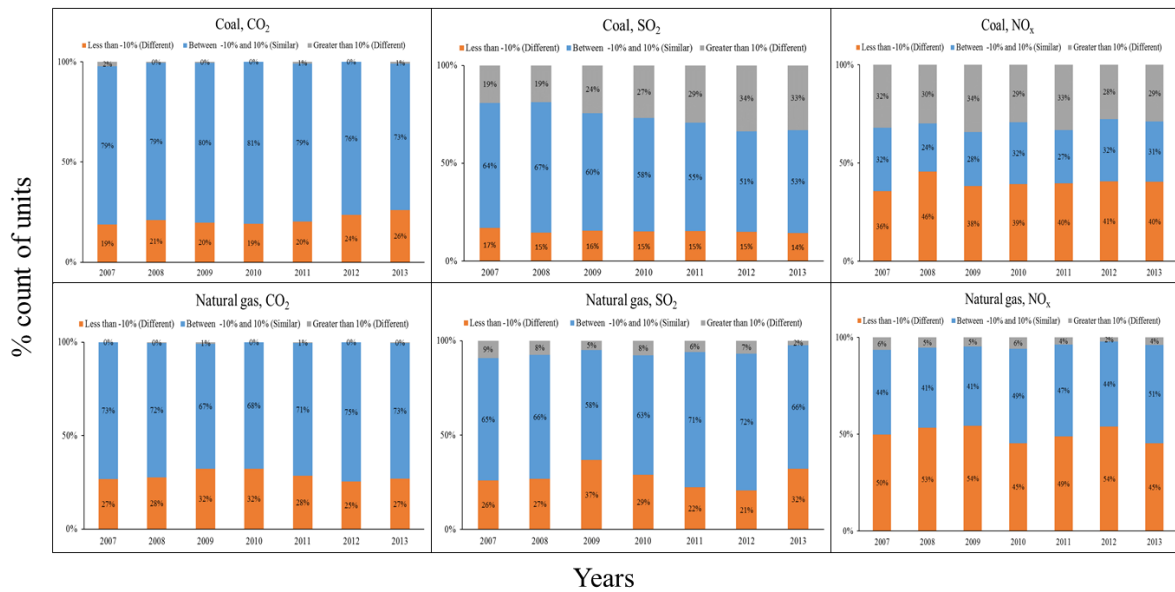 % count of units
Coal, CO2
Less than -10% (Different) Between -10% and 10% (Similar) Greater than 10% (Different)
100%
2% 0% 0% 0% 1% 0% 1%
79% 79% 80% 81% 79% 76% 73%
50%
19% 21% 20% 19% 20% 24% 26%
0%
2007 2008 2009 2010 2011 2012 2013
Coal, SO2
Less than -10% (Different) Between -10% and 10% (Similar) Greater than 10% (Different)
100%
19% 19% 24% 27% 29% 34% 33%
64% 67% 60% 58% 55% 51% 53%
50%
17% 15% 16% 15% 15% 15% 14%
0%
2007 2008 2009 2010 2011 2012 2013
Coal, NOx
Less than -10% (Different) Between -10% and 10% (Similar) Greater than 10% (Different)
100%
32% 30% 34% 29% 33% 28% 29%
32% 24% 28% 32% 27% 32% 31%
50%
36% 46% 38% 39% 40% 41% 40%
0%
2007 2008 2009 2010 2011 2012 2013
Natural gas, CO2
Less than -10% (Different) Between -10% and 10% (Similar) Greater than 10% (Different)
100%
0% 0% 1% 0% 1% 0% 0%
73% 72% 67% 68% 71% 75% 73%
50%
27% 28% 32% 32% 28% 25% 27%
0%
2007 2008 2009 2010 2011 2012 2013
Natural gas, SO2
Less than -10% (Different) Between -10% and 10% (Similar) Greater than 10% (Different)
100%
9% 8% 5% 8% 6% 7% 2%
65% 66% 58% 63% 71% 72% 66%
50%
26% 27% 37% 29% 22% 21% 32%
0%
2007 2008 2009 2010 2011 2012 2013
Natural gas, NOx
Less than -10% (Different) Between -10% and 10% (Similar) Greater than 10% (Different)
100%
6% 5% 5% 6% 4% 2% 4%
44% 41% 41% 49% 47% 44% 51%
50%
50% 53% 54% 45% 49% 54% 45%
0%
2007 2008 2009 2010 2011 2012 2013
Years